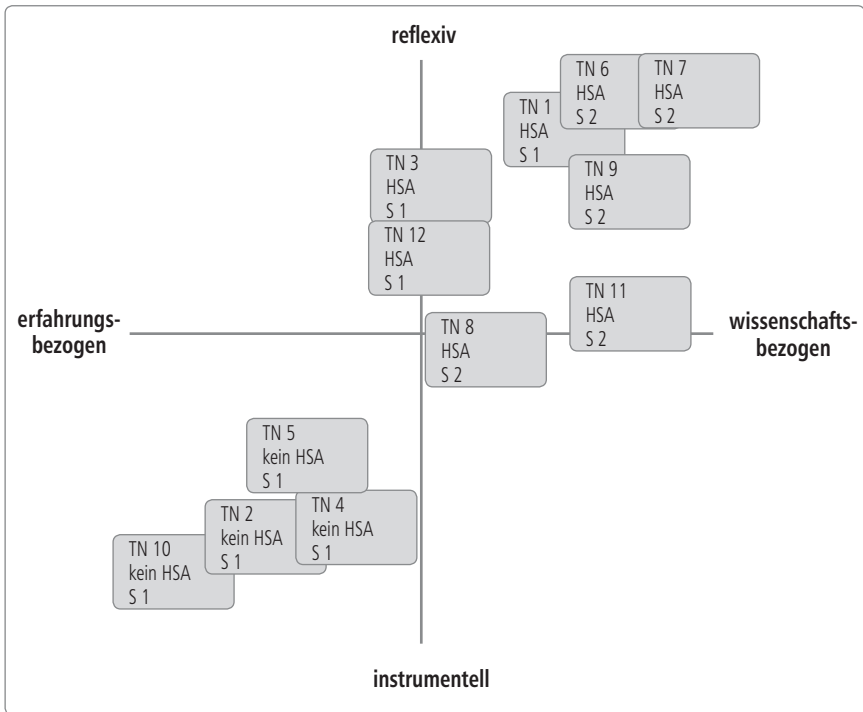 reflexiv
TN 6
HSA
S 2
TN 7
HSA
S 2
TN 1
HSA
S 1
TN 3
HSA
S 1
TN 9
HSA
S 2
TN 12
HSA
S 1
TN 11
HSA
S 2
erfahrungs-
bezogen
TN 8
HSA
S 2
wissenschafts-
bezogen
TN 5
kein HSA
S 1
TN 4
kein HSA
S 1
TN 2
kein HSA
S 1
TN 10
kein HSA
S 1
instrumentell